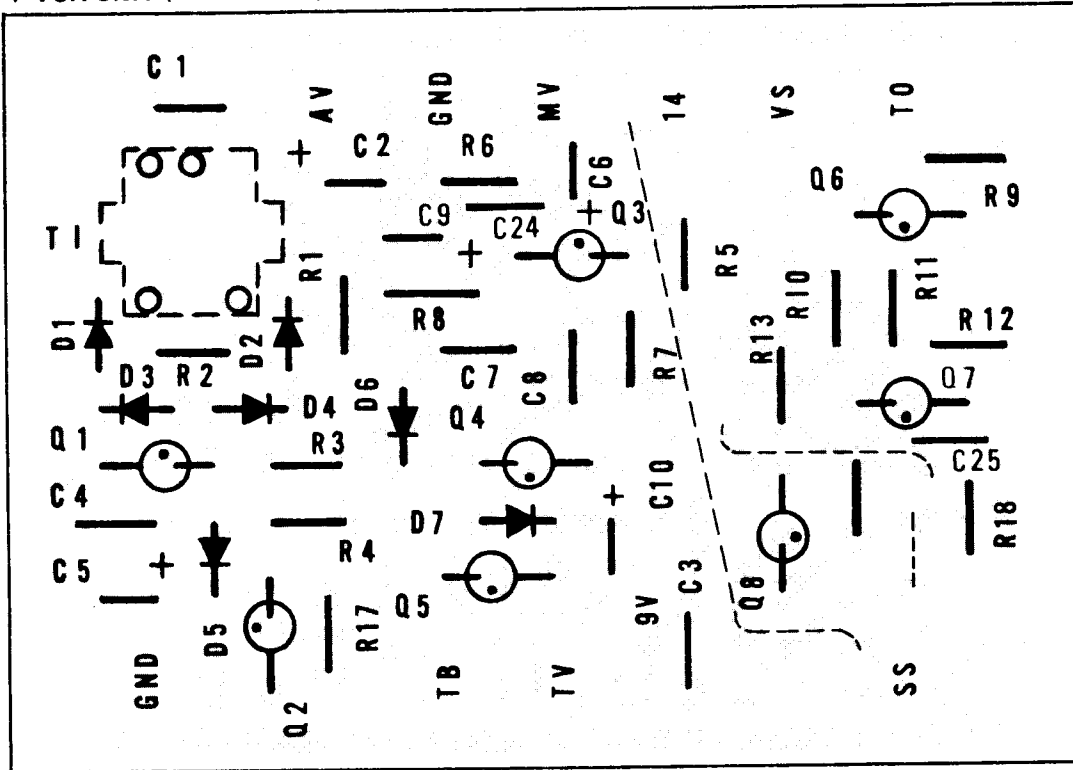 C1
AV
GND
MV
14
VS
TO
+
C2
R6
C6
Q6
R9
C9
C24
+
Q3
T1
R1
+
R5
R10
R11
D1
D2
R8
R13
R12
D3
R2
D6
C7
C8
R7
Q7
D4
Q1
R3
Q4
C25
C4
D7
+
C10
R18
C5
+
R4
D5
Q5
9V
C3
Q8
R17
GND
TB
TV
SS
Q2